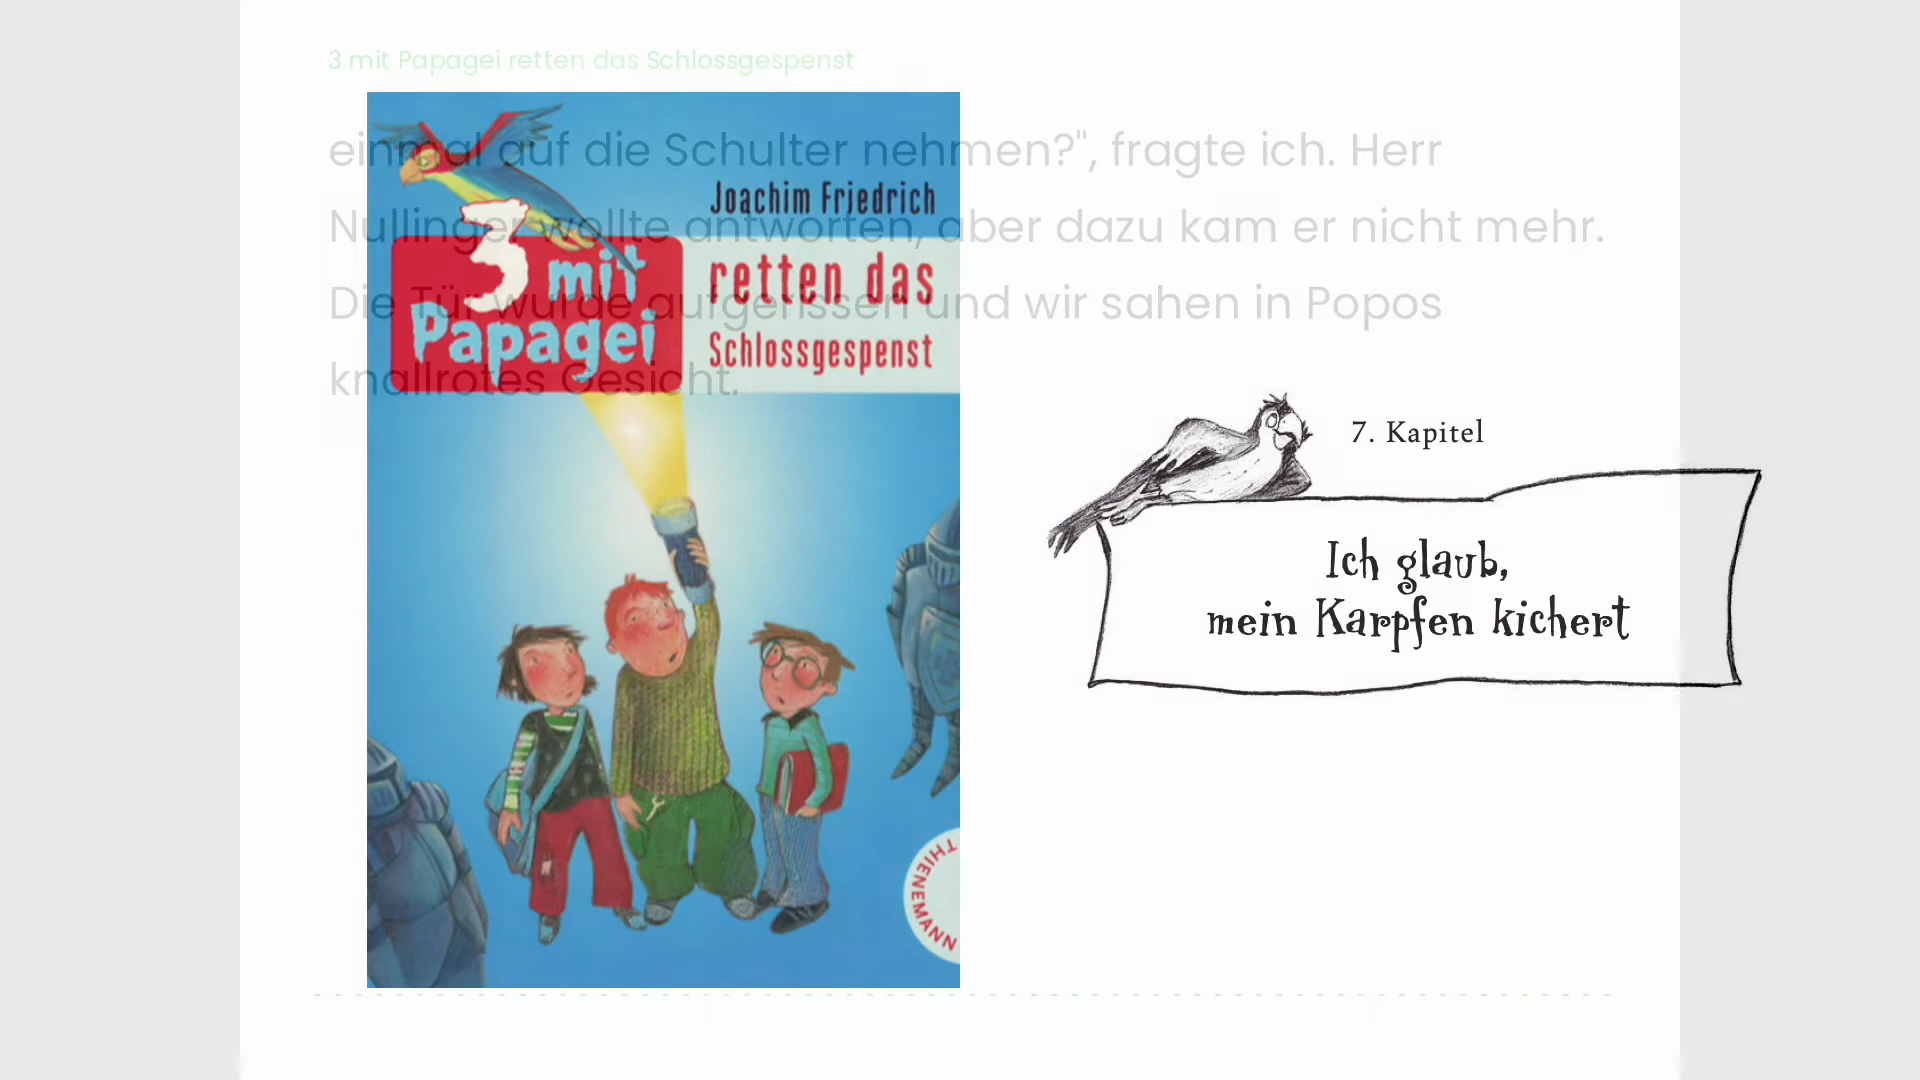 3 mit Papagei retten das Schlossgespenst
einmal auf die Schulter nehmen?", fragte ich. Herr
Nullinger wollte antworten, aber dazu kam er nicht mehr.
Die Tür wurde aufgerissen und wir sahen in Popos
knallrotes Gesicht.
Joachim Friedrich
3 mit
Papagei
retten das
Schlossgespenst
THIENEMANN
7. Kapitel
Ich glaub,
mein Karpfen kichert